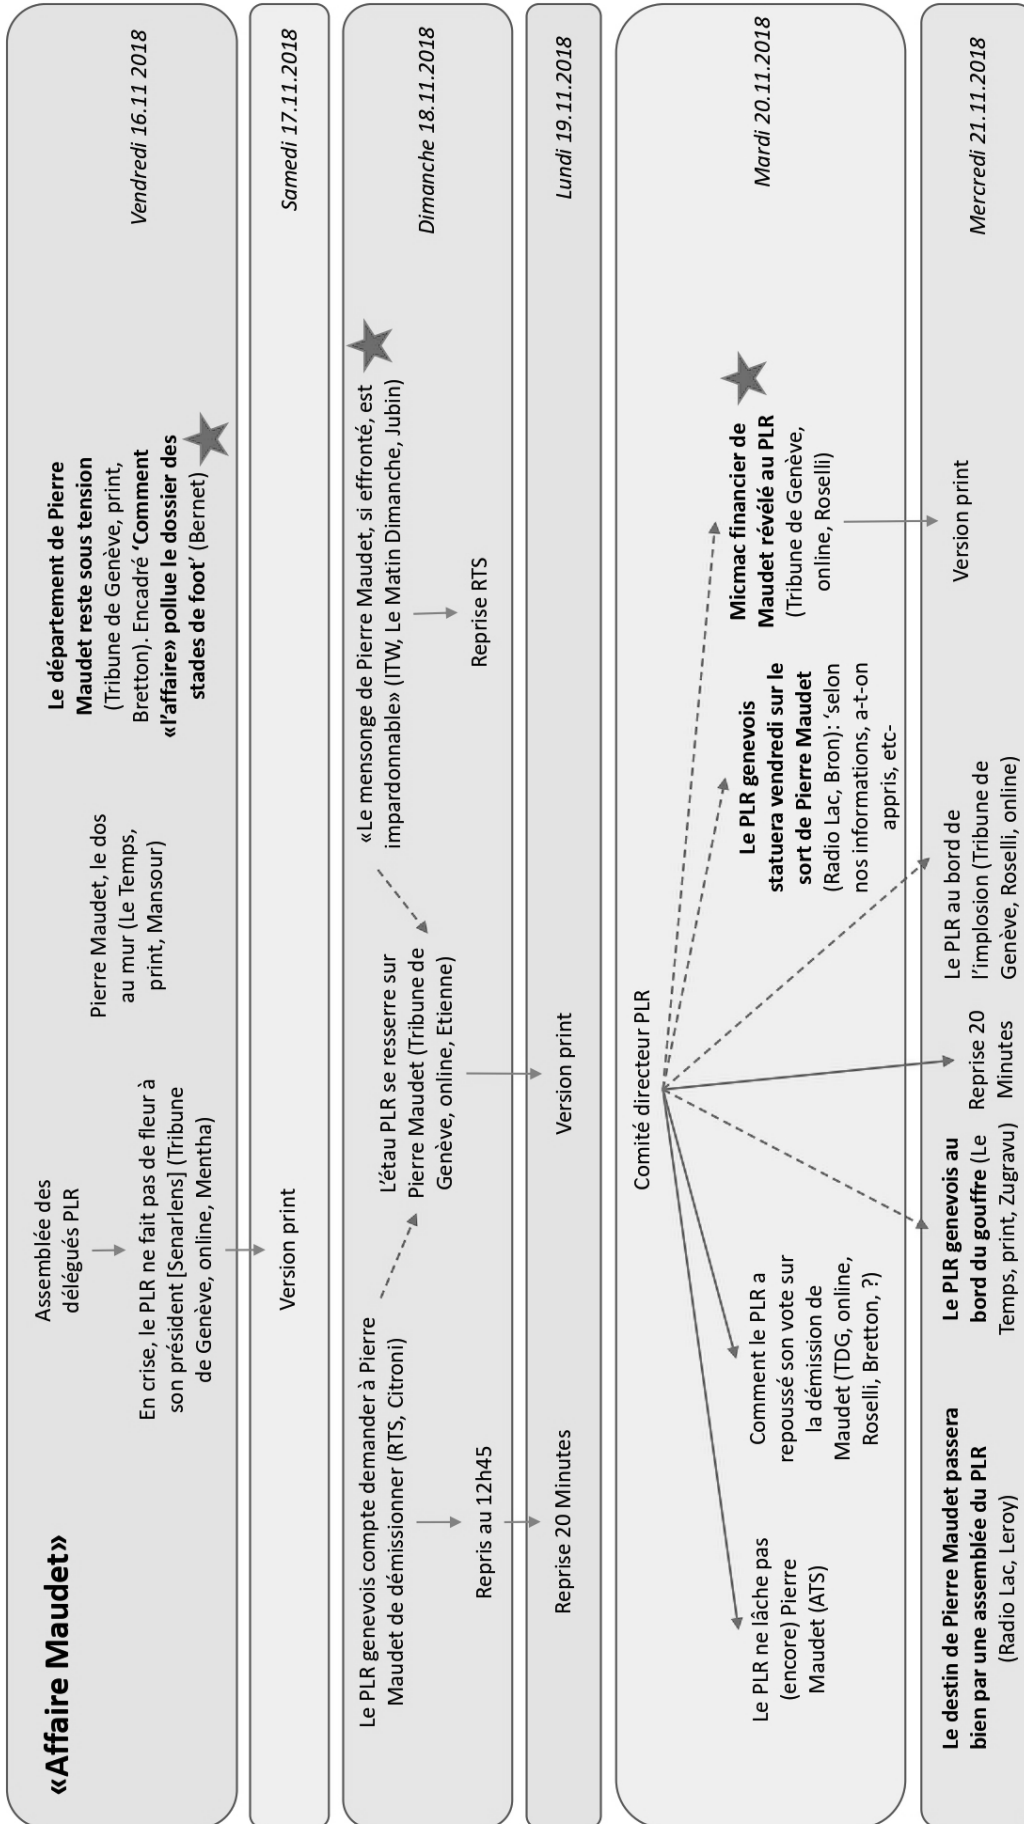 «Affaire Maudet»
Vendredi 16.11 2018
Assemblée des
délégués PLR
En crise, le PLR ne fait pas de fleur à
son président [Senarlens] (Tribune
de Genève, online, Mentha)
Pierre Maudet, le dos
au mur (Le Temps,
print, Mansour)
Le département de Pierre
Maudet reste sous tension
(Tribune de Genève, print,
Bretton). Encadré ‘Comment
«l’affaire» pollue le dossier des
stades de foot’ (Bernet)
Samedi 17.11.2018
Version print
Dimanche 18.11.2018
Le PLR genevois compte demander à Pierre
Maudet de démissionner (RTS, Citroni)
Repris au 12h45
L’étau PLR se resserre sur
Pierre Maudet (Tribune de
Genève, online, Etienne)
«Le mensonge de Pierre Maudet, si effronté, est
impardonnable» (ITW, Le Matin Dimanche, Jubin)
Reprise RTS
Lundi 19.11.2018
Reprise 20 Minutes
Version print
Mardi 20.11.2018
Comité directeur PLR
Le PLR ne lâche pas
(encore) Pierre
Maudet (ATS)
Comment le PLR a
repoussé son vote sur
la démission de
Maudet (TDG, online,
Roselli, Bretton, ?)
Le PLR genevois
statuera vendredi sur le
sort de Pierre Maudet
(Radio Lac, Bron): ‘selon
nos informations, a-t-on
appris, etc-
Micmac financier de
Maudet révélé au PLR
(Tribune de Genève,
online, Roselli)
Mercredi 21.11.2018
Le destin de Pierre Maudet passera
bien par une assemblée du PLR
(Radio Lac, Leroy)
Le PLR genevois au
bord du gouffre (Le
Temps, print, Zugravu)
Reprise 20
Minutes
Le PLR au bord de
l’implosion (Tribune de
Genève, Roselli, online)
Version print